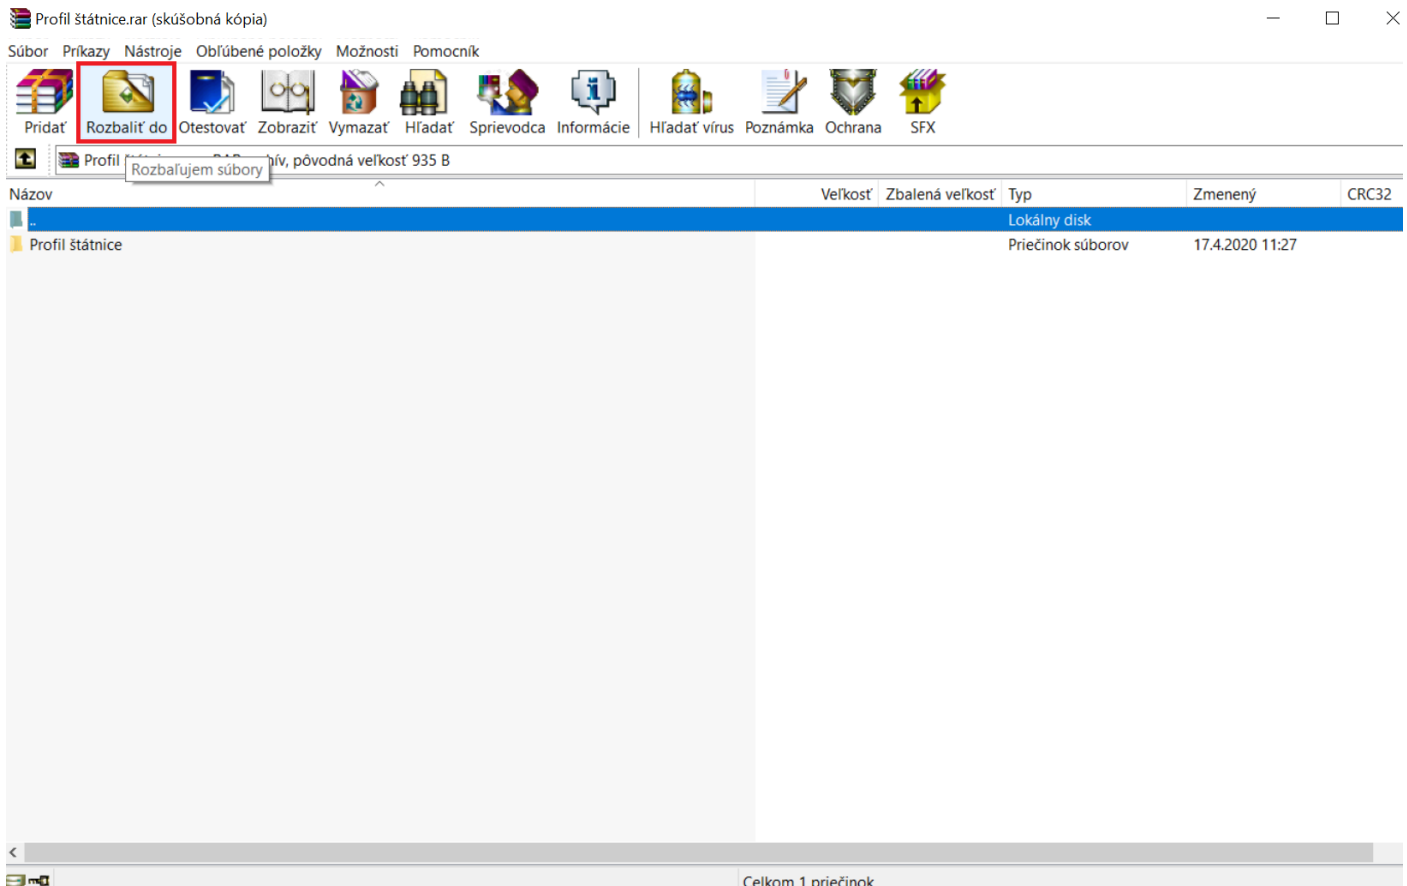 Profil štátnice.rar (skúšobná kópia)
Súbor Príkazy Nástroje Obľúbené položky Možnosti Pomocník
Pridať Rozbaliť do Otestovať Zobraziť Vymazať Hľadať Sprievodca Informácie Hľadať vírus Poznámka Ochrana SFX
Profil , pôvodná veľkosť 935 B
Rozbaľujem súbory
Názov Veľkosť Zbalená veľkosť Typ Zmenený CRC32
.. Lokálny disk
Profil štátnice Priečinok súborov 17.4.2020 11:27
Celkom 1 priečinok